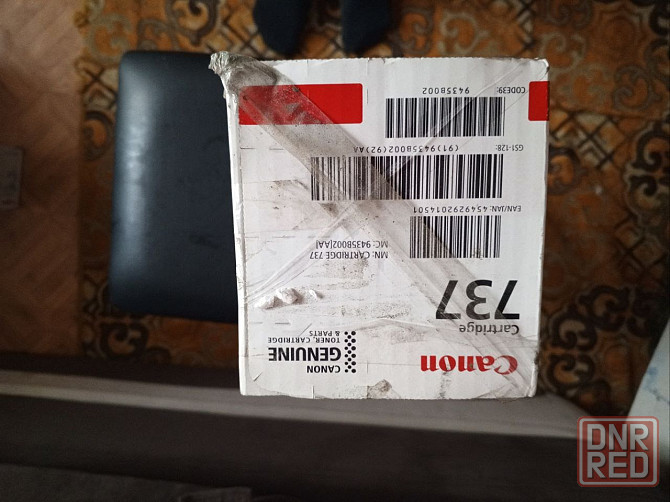 Canon
CANON
GENUINE
TONER, CARTRIDGE
& PARTS
Cartridge
737
MN: CARTRIDGE 737
MC: 9435B002[AA]
EAN/JAN: 4549292014501
GS1-128:
(91)9435B002(92)AA
CODE39:
9435B002
DNR
RED